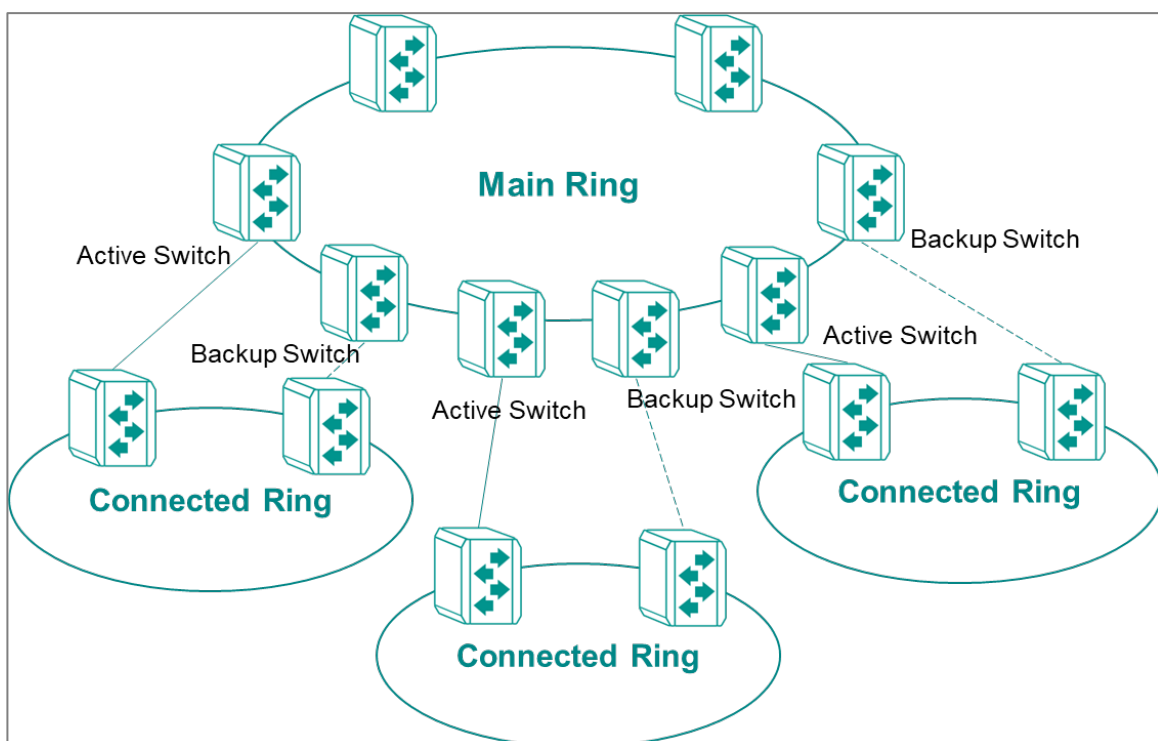 Main Ring
Active Switch
Backup Switch
Backup Switch
Active Switch
Active Switch
Backup Switch
Connected Ring
Connected Ring
Connected Ring